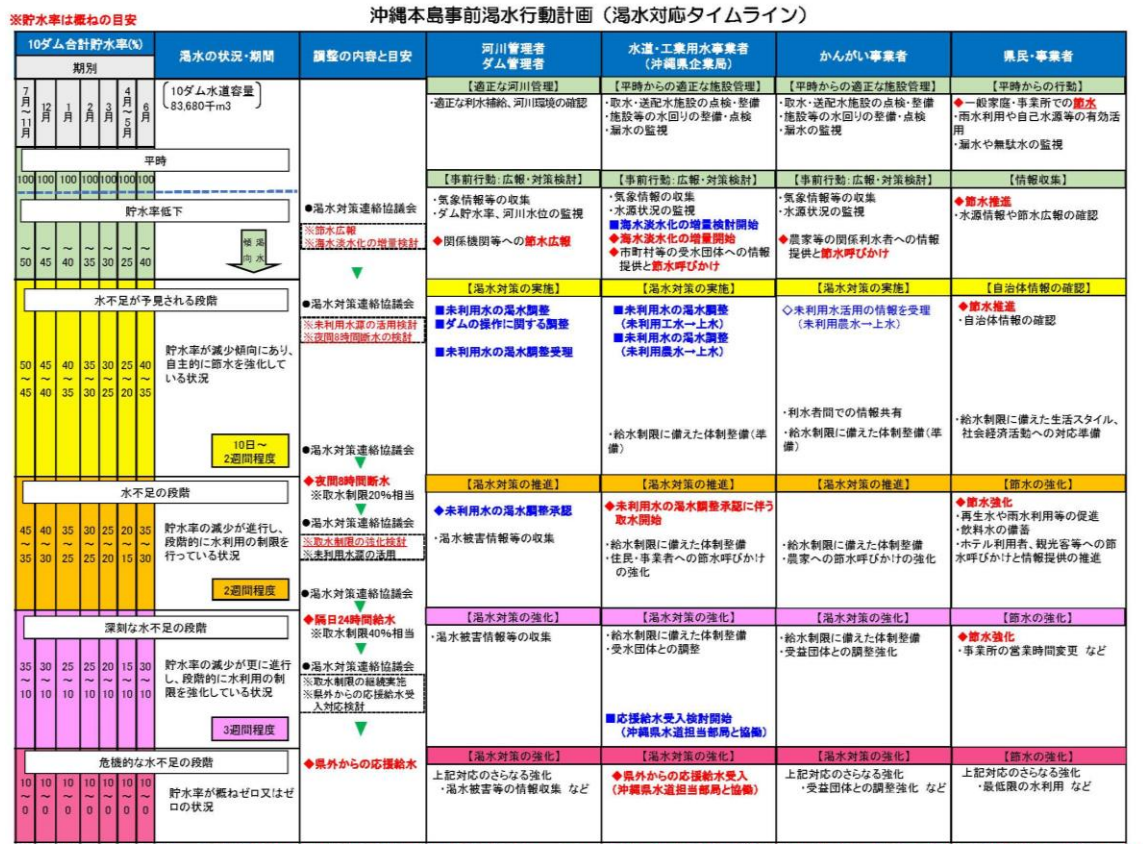 沖縄本島事前渇水行動計画（渇水対応タイムライン）
※貯水率は概ねの目安
10ダム合計貯水率(%)
期別
7月～11月 12月 1月 2月 3月 4月～5月 6月
渇水の状況・期間
調整の内容と目安
河川管理者
ダム管理者
水道・工業用水事業者
（沖縄県企業局）
かんがい事業者
県民・事業者
10ダム水道容量
83,680千m3
平時
【適正な河川管理】
・適正な利水補給、河川環境の確認
【平時からの適正な施設管理】
・取水・送配水施設の点検・整備
・施設等の水回りの整備・点検
・漏水の監視
【平時からの適正な施設管理】
・取水・送配水施設の点検・整備
・施設等の水回りの整備・点検
・漏水の監視
【平時からの行動】
◆一般家庭・事業所での節水
・雨水利用や自己水源等の有効活
用
・漏水や無駄水の監視
100 100 100 100 100 100 100
貯水率低下
～ ～ ～ ～ ～ ～ ～
50 45 40 35 30 25 40
渇水
傾向
●渇水対策連絡協議会
※節水広報
※海水淡水化の増量検討
【事前行動：広報・対策検討】
・気象情報等の収集
・ダム貯水率、河川水位の監視
◆関係機関等への節水広報
【事前行動：広報・対策検討】
・気象情報の収集
・水源状況の監視
■海水淡水化の増量検討開始
◆海水淡水化の増量開始
◆市町村等の受水団体への情報
提供と節水呼びかけ
【事前行動：広報・対策検討】
・気象情報等の収集
・水源状況の監視
◆農家等の関係利水者への情報
提供と節水呼びかけ
【情報収集】
◆節水推進
・水源情報や節水広報の確認
水不足が予見される段階
50 45 40 35 30 25 40
～ ～ ～ ～ ～ ～ ～
45 40 35 30 25 20 35
貯水率が減少傾向にあり、
自主的に節水を強化して
いる状況
10日～
2週間程度
●渇水対策連絡協議会
※未利用水源の活用検討
※夜間8時間断水の検討
●渇水対策連絡協議会
【渇水対策の実施】
■未利用水の渇水調整
■ダムの操作に関する調整
■未利用水の渇水調整受理
【渇水対策の実施】
■未利用水の渇水調整
（未利用工水→上水）
■未利用水の渇水調整
（未利用農水→上水）
・給水制限に備えた体制整備（準
備）
【渇水対策の実施】
◇未利用水活用の情報を受理
（未利用農水→上水）
・利水者間での情報共有
・給水制限に備えた体制整備（準
備）
【自治体情報の確認】
◆節水推進
・自治体情報の確認
・給水制限に備えた生活スタイル、
社会経済活動への対応準備
水不足の段階
45 40 35 30 25 20 35
～ ～ ～ ～ ～ ～ ～
35 30 25 25 20 15 30
貯水率の減少が進行し、
段階的に水利用の制限を
行っている状況
2週間程度
◆夜間8時間断水
※取水制限20%相当
●渇水対策連絡協議会
※取水制限の強化検討
※未利用水源の活用
●渇水対策連絡協議会
【渇水対策の推進】
◆未利用水の渇水調整承認
・渇水被害情報等の収集
【渇水対策の推進】
◆未利用水の渇水調整承認に伴う
取水開始
・給水制限に備えた体制整備
・住民・事業者への節水呼びかけ
の強化
【渇水対策の推進】
・給水制限に備えた体制整備
・農家への節水呼びかけの強化
【節水の強化】
◆節水強化
・再生水や雨水利用等の促進
・飲料水の備蓄
・ホテル利用者、観光客等への節
水呼びかけと情報提供の推進
深刻な水不足の段階
35 30 25 25 20 15 30
～ ～ ～ ～ ～ ～ ～
10 10 10 10 10 10 10
貯水率の減少が更に進行
し、段階的に水利用の制
限を強化している状況
3週間程度
◆隔日24時間給水
※取水制限40%相当
●渇水対策連絡協議会
※取水制限の継続実施
※県外からの応援給水受
入対応検討
【渇水対策の強化】
・渇水被害情報等の収集
【渇水対策の強化】
・給水制限に備えた体制整備
・受水団体との調整
■応援給水受入検討開始
（沖縄県水道担当部局と協働）
【渇水対策の強化】
・給水制限に備えた体制整備
・受益団体との調整強化
【節水の強化】
◆節水強化
・事業所の営業時間変更 など
危機的な水不足の段階
10 10 10 10 10 10 10
～ ～ ～ ～ ～ ～ ～
0 0 0 0 0 0 0
貯水率が概ねゼロ又はゼ
ロの状況
◆県外からの応援給水
【渇水対策の強化】
上記対応のさらなる強化
・渇水被害等の情報収集 など
【渇水対策の強化】
◆県外からの応援給水受入
（沖縄県水道担当部局と協働）
【渇水対策の強化】
上記対応のさらなる強化
・受益団体との調整強化 など
【節水の強化】
上記対応のさらなる強化
・最低限の水利用 など